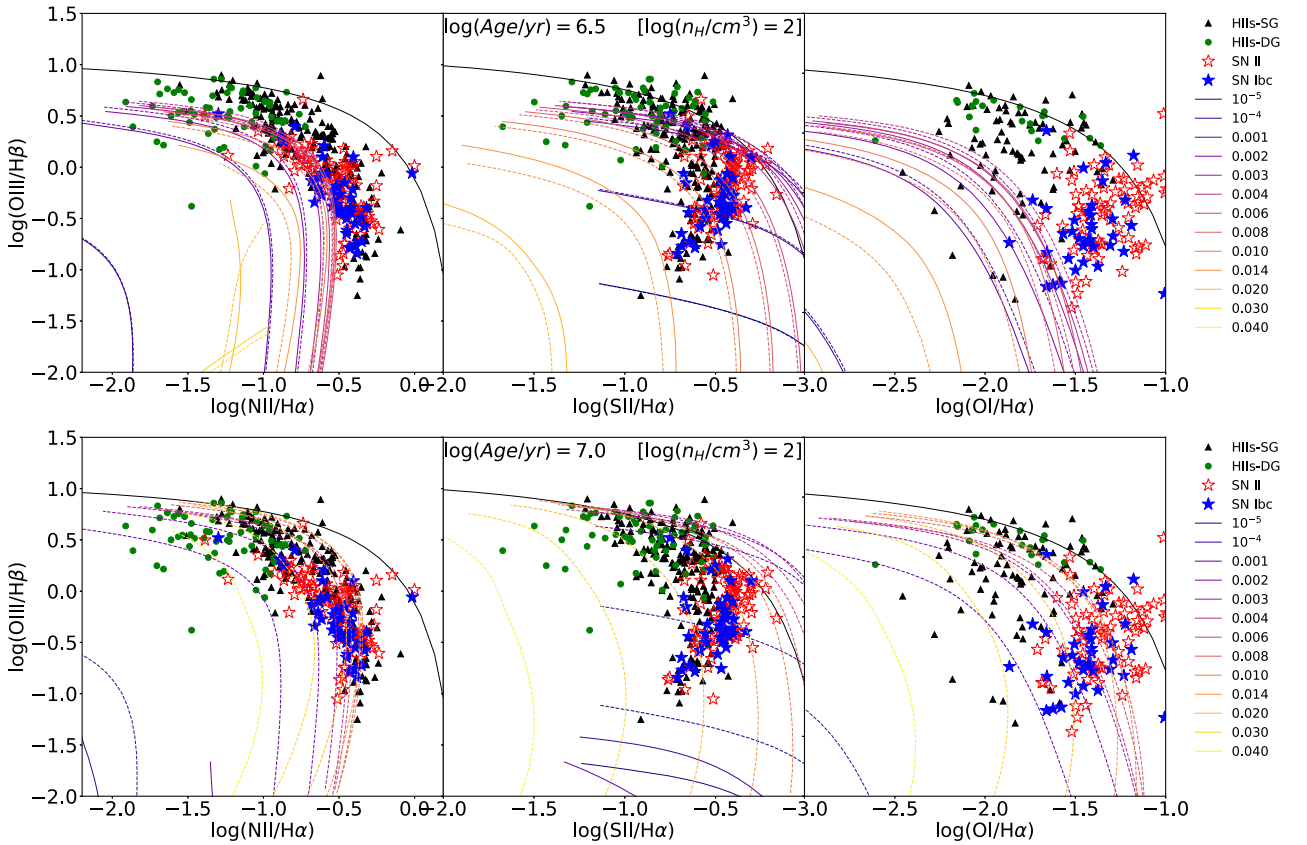 log(Age/yr) = 6.5 [log(n_H/cm^3) = 2]
1.5
1.0
0.5
0.0
−0.5
−1.0
−1.5
−2.0
log(OIII/Hβ)
−2.0 −1.5 −1.0 −0.5 0.0
log(NII/Hα)
−2.0 −1.5 −1.0 −0.5
log(SII/Hα)
−3.0 −2.5 −2.0 −1.5 −1.0
log(OI/Hα)
HIIs-SG
HIIs-DG
SN II
SN Ibc
10^-5
10^-4
0.001
0.002
0.003
0.004
0.006
0.008
0.010
0.014
0.020
0.030
0.040
log(Age/yr) = 7.0 [log(n_H/cm^3) = 2]
1.5
1.0
0.5
0.0
−0.5
−1.0
−1.5
−2.0
log(OIII/Hβ)
−2.0 −1.5 −1.0 −0.5 0.0
log(NII/Hα)
−2.0 −1.5 −1.0 −0.5
log(SII/Hα)
−3.0 −2.5 −2.0 −1.5 −1.0
log(OI/Hα)
HIIs-SG
HIIs-DG
SN II
SN Ibc
10^-5
10^-4
0.001
0.002
0.003
0.004
0.006
0.008
0.010
0.014
0.020
0.030
0.040